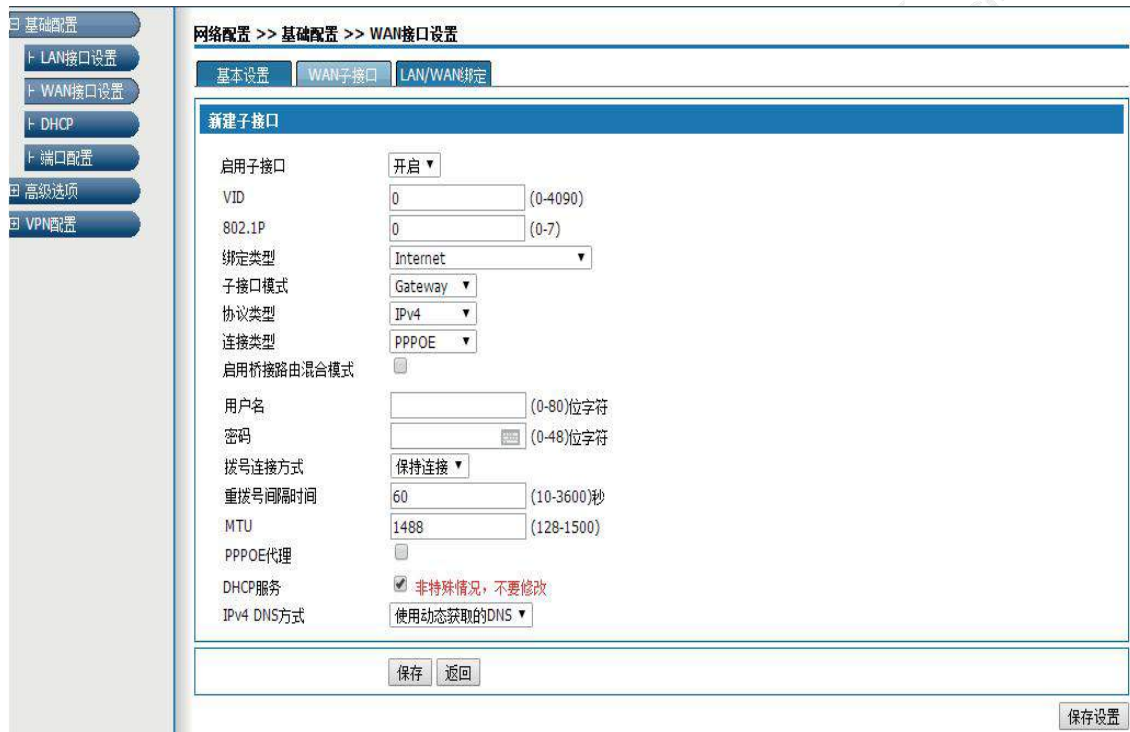 基础配置
LAN接口设置
WAN接口设置
DHCP
端口配置
高级选项
VPN配置
网络配置 >> 基础配置 >> WAN接口设置
基本设置 WAN子接口 LAN/WAN绑定
新建子接口
启用子接口 开启
VID 0 (0-4090)
802.1P 0 (0-7)
绑定类型 Internet
子接口模式 Gateway
协议类型 IPv4
连接类型 PPPOE
启用桥接路由混合模式
用户名 (0-80)位字符
密码 (0-48)位字符
拨号连接方式 保持连接
重拨号间隔时间 60 (10-3600)秒
MTU 1488 (128-1500)
PPPOE代理
DHCP服务 非特殊情况，不要修改
IPv4 DNS方式 使用动态获取的DNS
保存 返回
保存设置